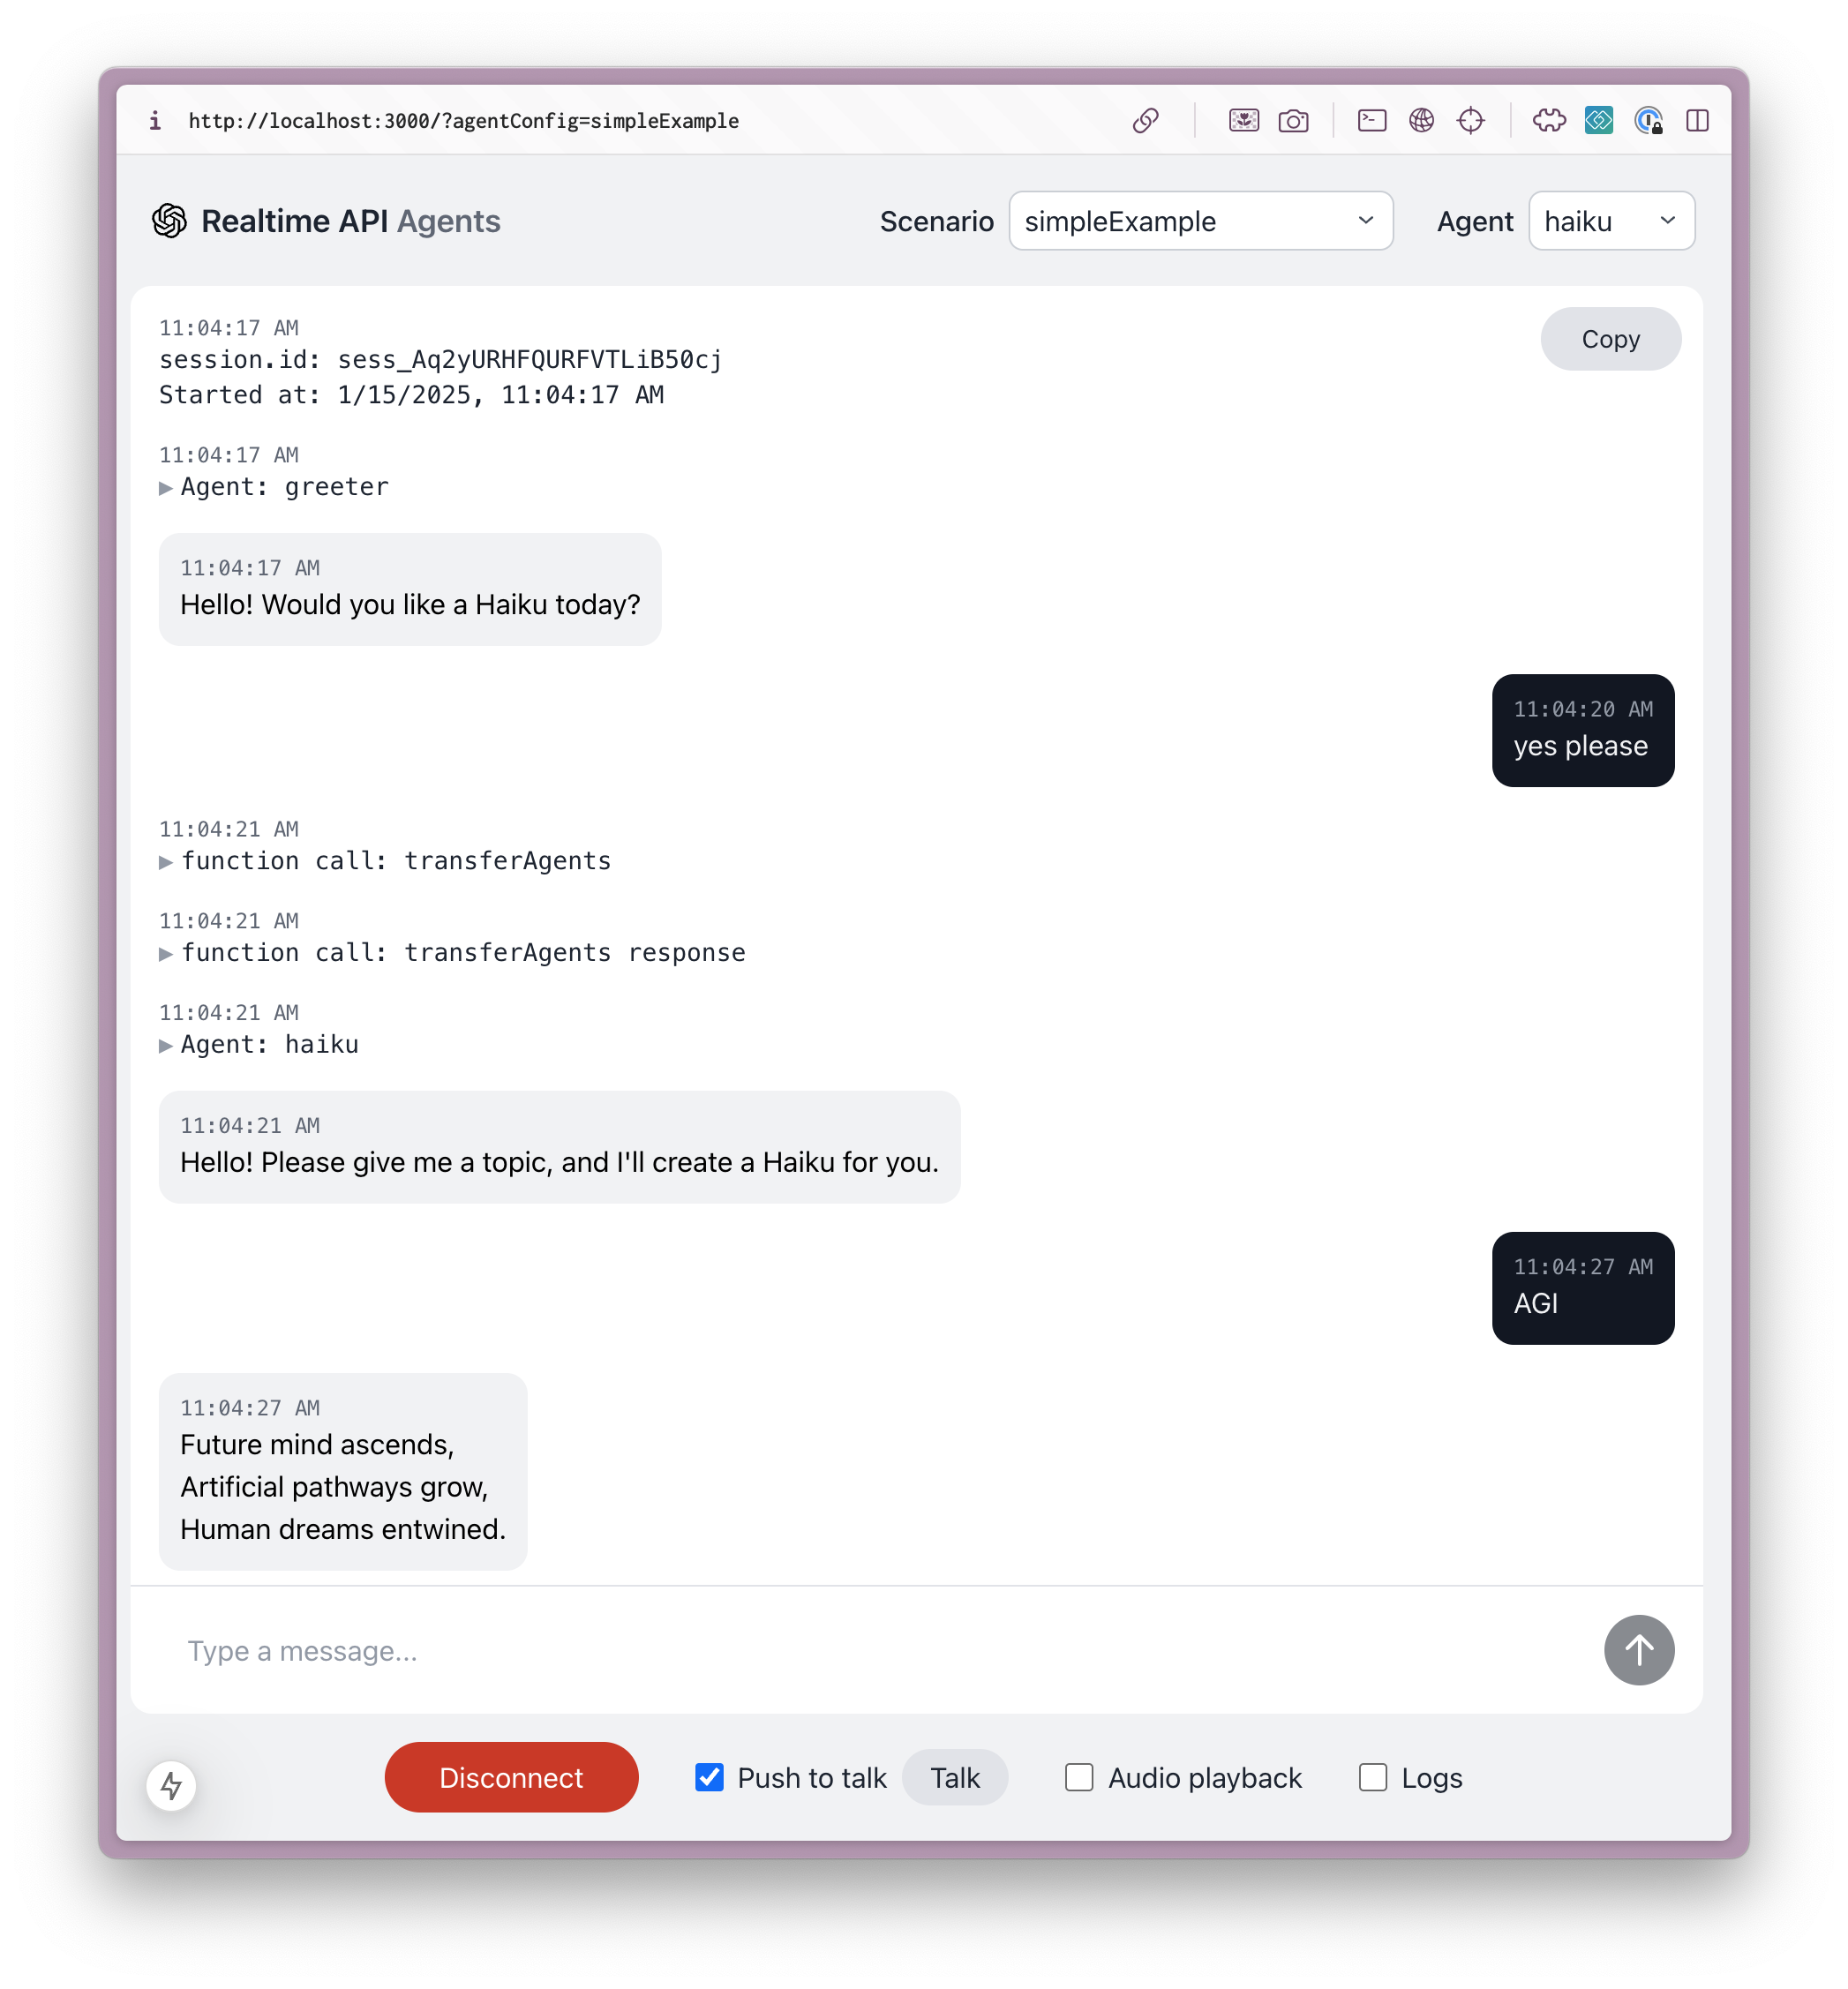 http://localhost:3000/?agentConfig=simpleExample
Realtime API Agents
Scenario simpleExample Agent haiku
Copy
11:04:17 AM
session.id: sess_Aq2yURHFQURFVTLiB50cj
Started at: 1/15/2025, 11:04:17 AM
11:04:17 AM
▶ Agent: greeter
11:04:17 AM
Hello! Would you like a Haiku today?
11:04:20 AM
yes please
11:04:21 AM
▶ function call: transferAgents
11:04:21 AM
▶ function call: transferAgents response
11:04:21 AM
▶ Agent: haiku
11:04:21 AM
Hello! Please give me a topic, and I'll create a Haiku for you.
11:04:27 AM
AGI
11:04:27 AM
Future mind ascends,
Artificial pathways grow,
Human dreams entwined.
Type a message...
Disconnect Push to talk Talk Audio playback Logs